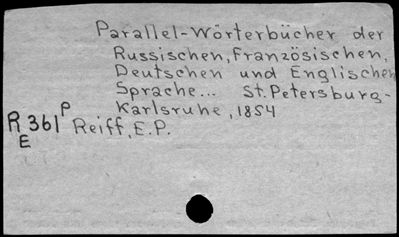 Parallel-Wörterbücher der
Russischen, Französischen,
Deutschen und Englischen
Sprache... St. Petersburg-
Karlsruhe, 1854
R 361 P
E
Reiff, E.P.